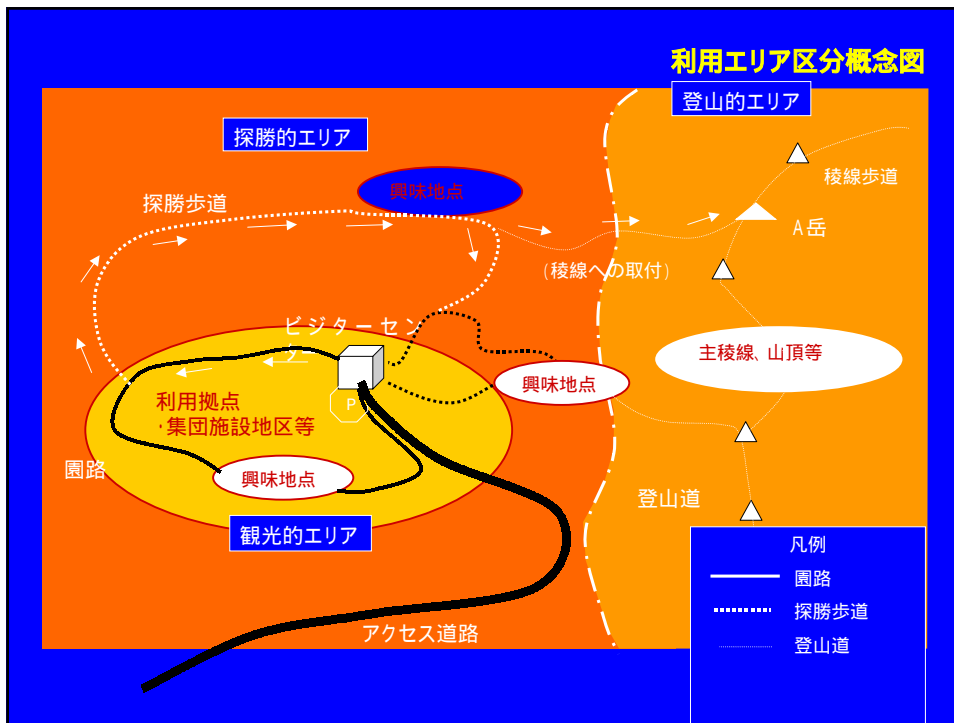 利用エリア区分概念図
登山的エリア
探勝的エリア
稜線歩道
興味地点
探勝歩道
A岳
(稜線への取付)
ビジターセン
ター
主稜線、山頂等
興味地点
P
利用拠点
・集団施設地区等
園路
興味地点
登山道
観光的エリア
アクセス道路
凡例
園路
探勝歩道
登山道